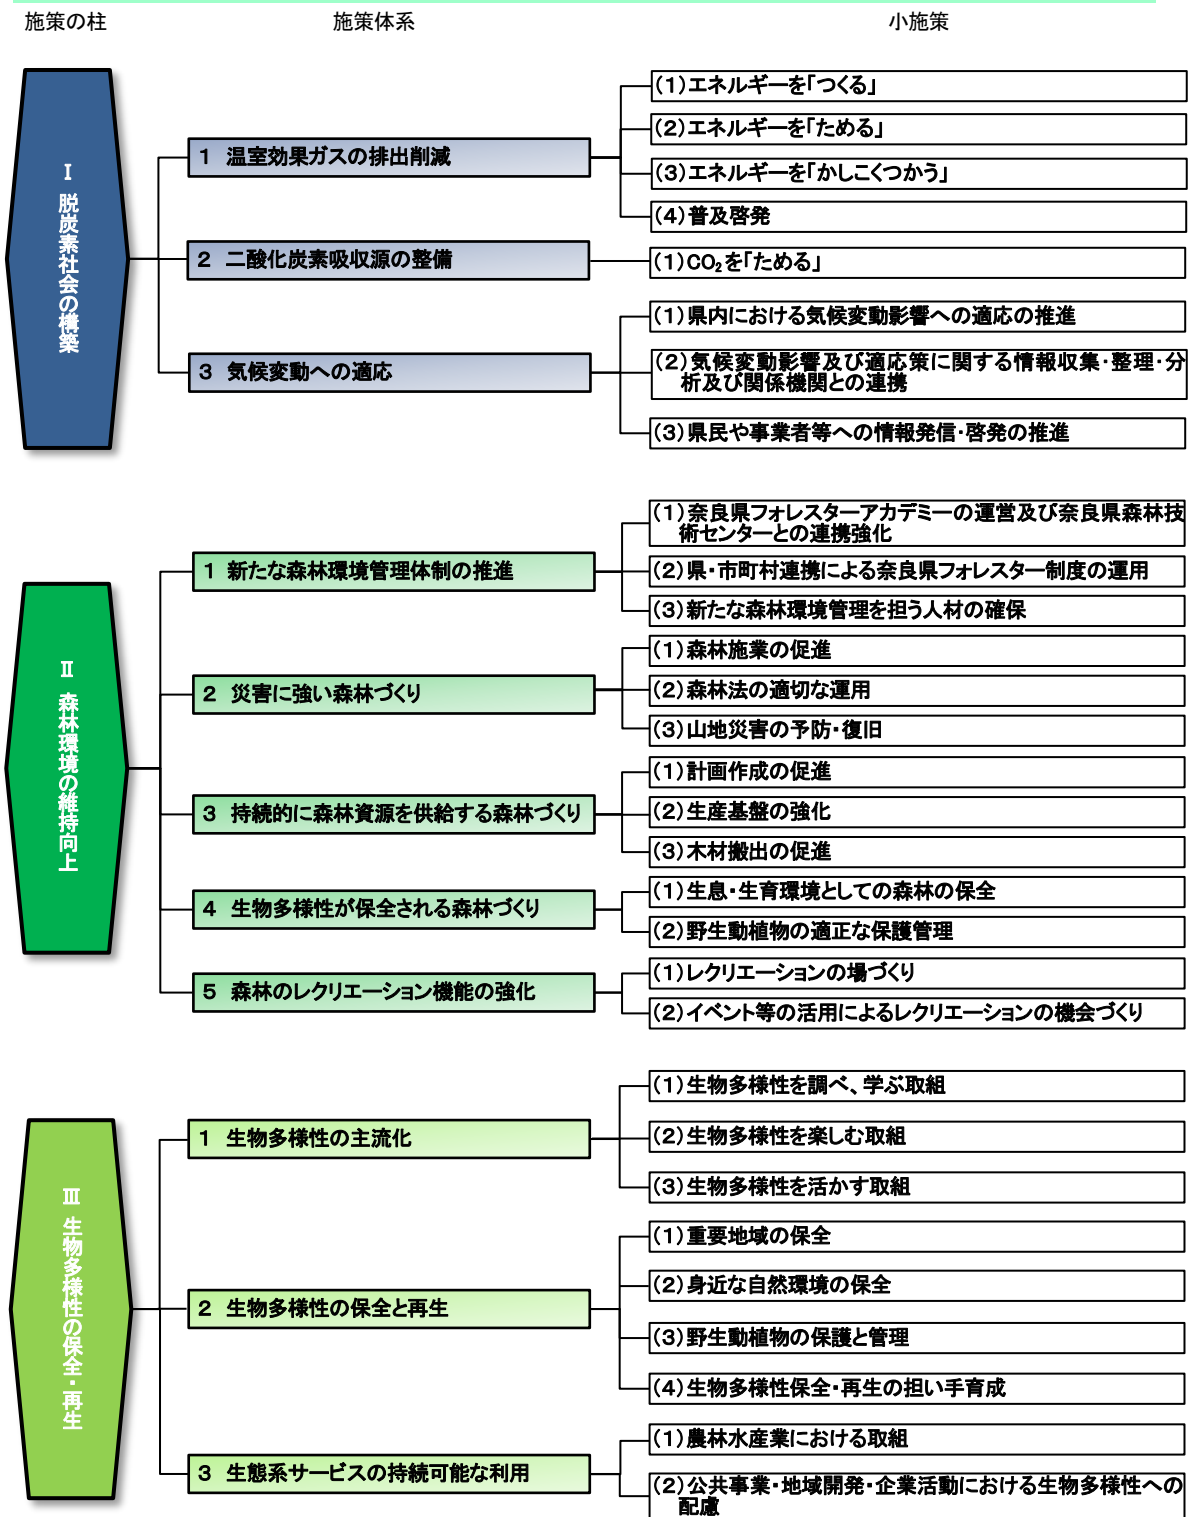 施策の柱
施策体系
小施策
Ⅰ 脱炭素社会の構築
1 温室効果ガスの排出削減
(1)エネルギーを「つくる」
(2)エネルギーを「ためる」
(3)エネルギーを「かしこくつかう」
(4)普及啓発
2 二酸化炭素吸収源の整備
(1)CO₂を「ためる」
3 気候変動への適応
(1)県内における気候変動影響への適応の推進
(2)気候変動影響及び適応策に関する情報収集・整理・分
析及び関係機関との連携
(3)県民や事業者等への情報発信・啓発の推進
Ⅱ 森林環境の維持向上
1 新たな森林環境管理体制の推進
(1)奈良県フォレスターアカデミーの運営及び奈良県森林技
術センターとの連携強化
(2)県・市町村連携による奈良県フォレスター制度の運用
(3)新たな森林環境管理を担う人材の確保
2 災害に強い森林づくり
(1)森林施業の促進
(2)森林法の適切な運用
(3)山地災害の予防・復旧
3 持続的に森林資源を供給する森林づくり
(1)計画作成の促進
(2)生産基盤の強化
(3)木材搬出の促進
4 生物多様性が保全される森林づくり
(1)生息・生育環境としての森林の保全
(2)野生動植物の適正な保護管理
5 森林のレクリエーション機能の強化
(1)レクリエーションの場づくり
(2)イベント等の活用によるレクリエーションの機会づくり
Ⅲ 生物多様性の保全・再生
1 生物多様性の主流化
(1)生物多様性を調べ、学ぶ取組
(2)生物多様性を楽しむ取組
(3)生物多様性を活かす取組
2 生物多様性の保全と再生
(1)重要地域の保全
(2)身近な自然環境の保全
(3)野生動植物の保護と管理
(4)生物多様性保全・再生の担い手育成
3 生態系サービスの持続可能な利用
(1)農林水産業における取組
(2)公共事業・地域開発・企業活動における生物多様性への
配慮